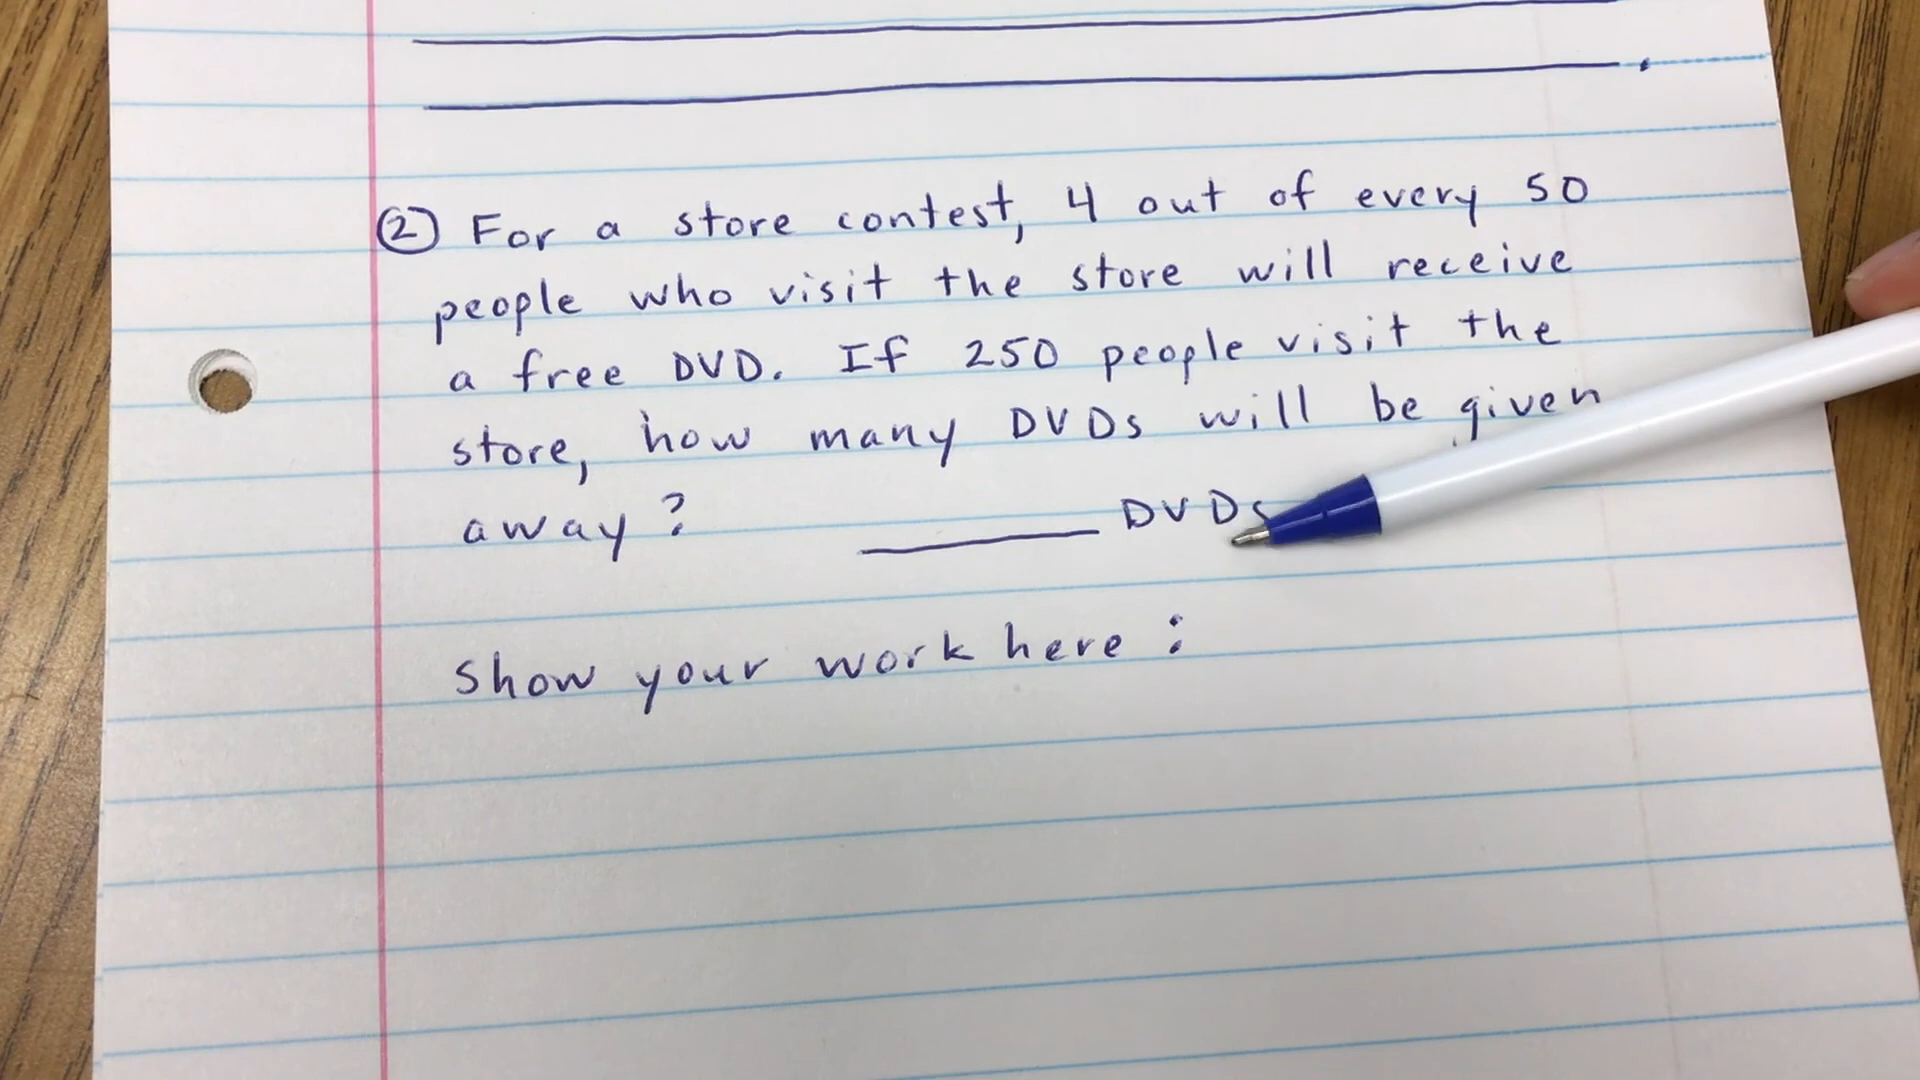 ② For a store contest, 4 out of every 50
people who visit the store will receive
a free DVD. If 250 people visit the
store, how many DVDs will be given
away? ________ DVDs
Show your work here: